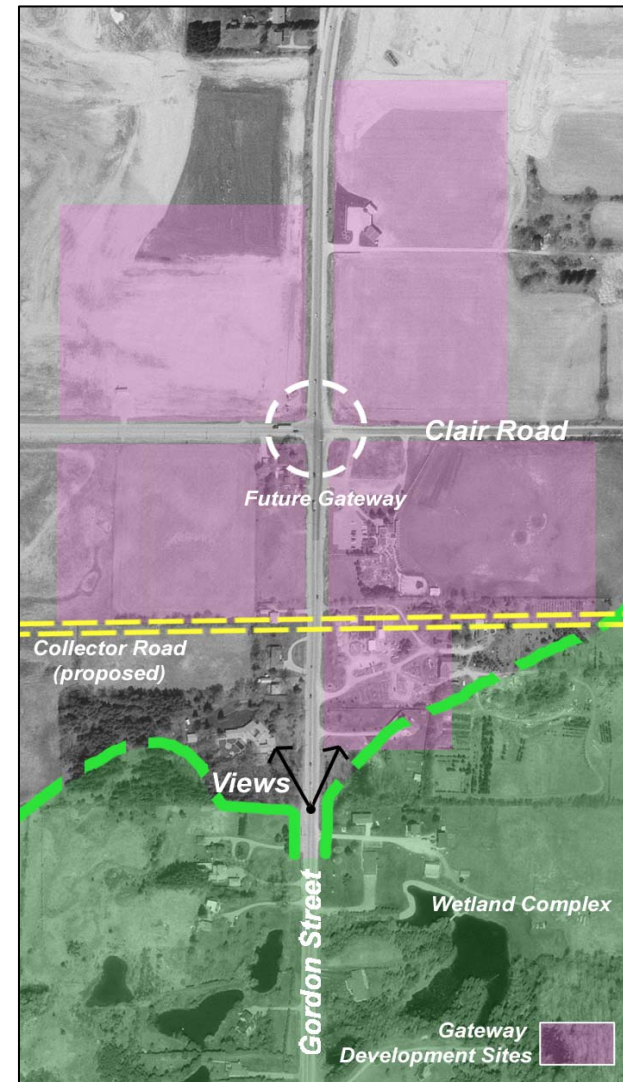 Clair Road
Future Gateway
Collector Road
(proposed)
Views
Gordon Street
Wetland Complex
Gateway
Development Sites